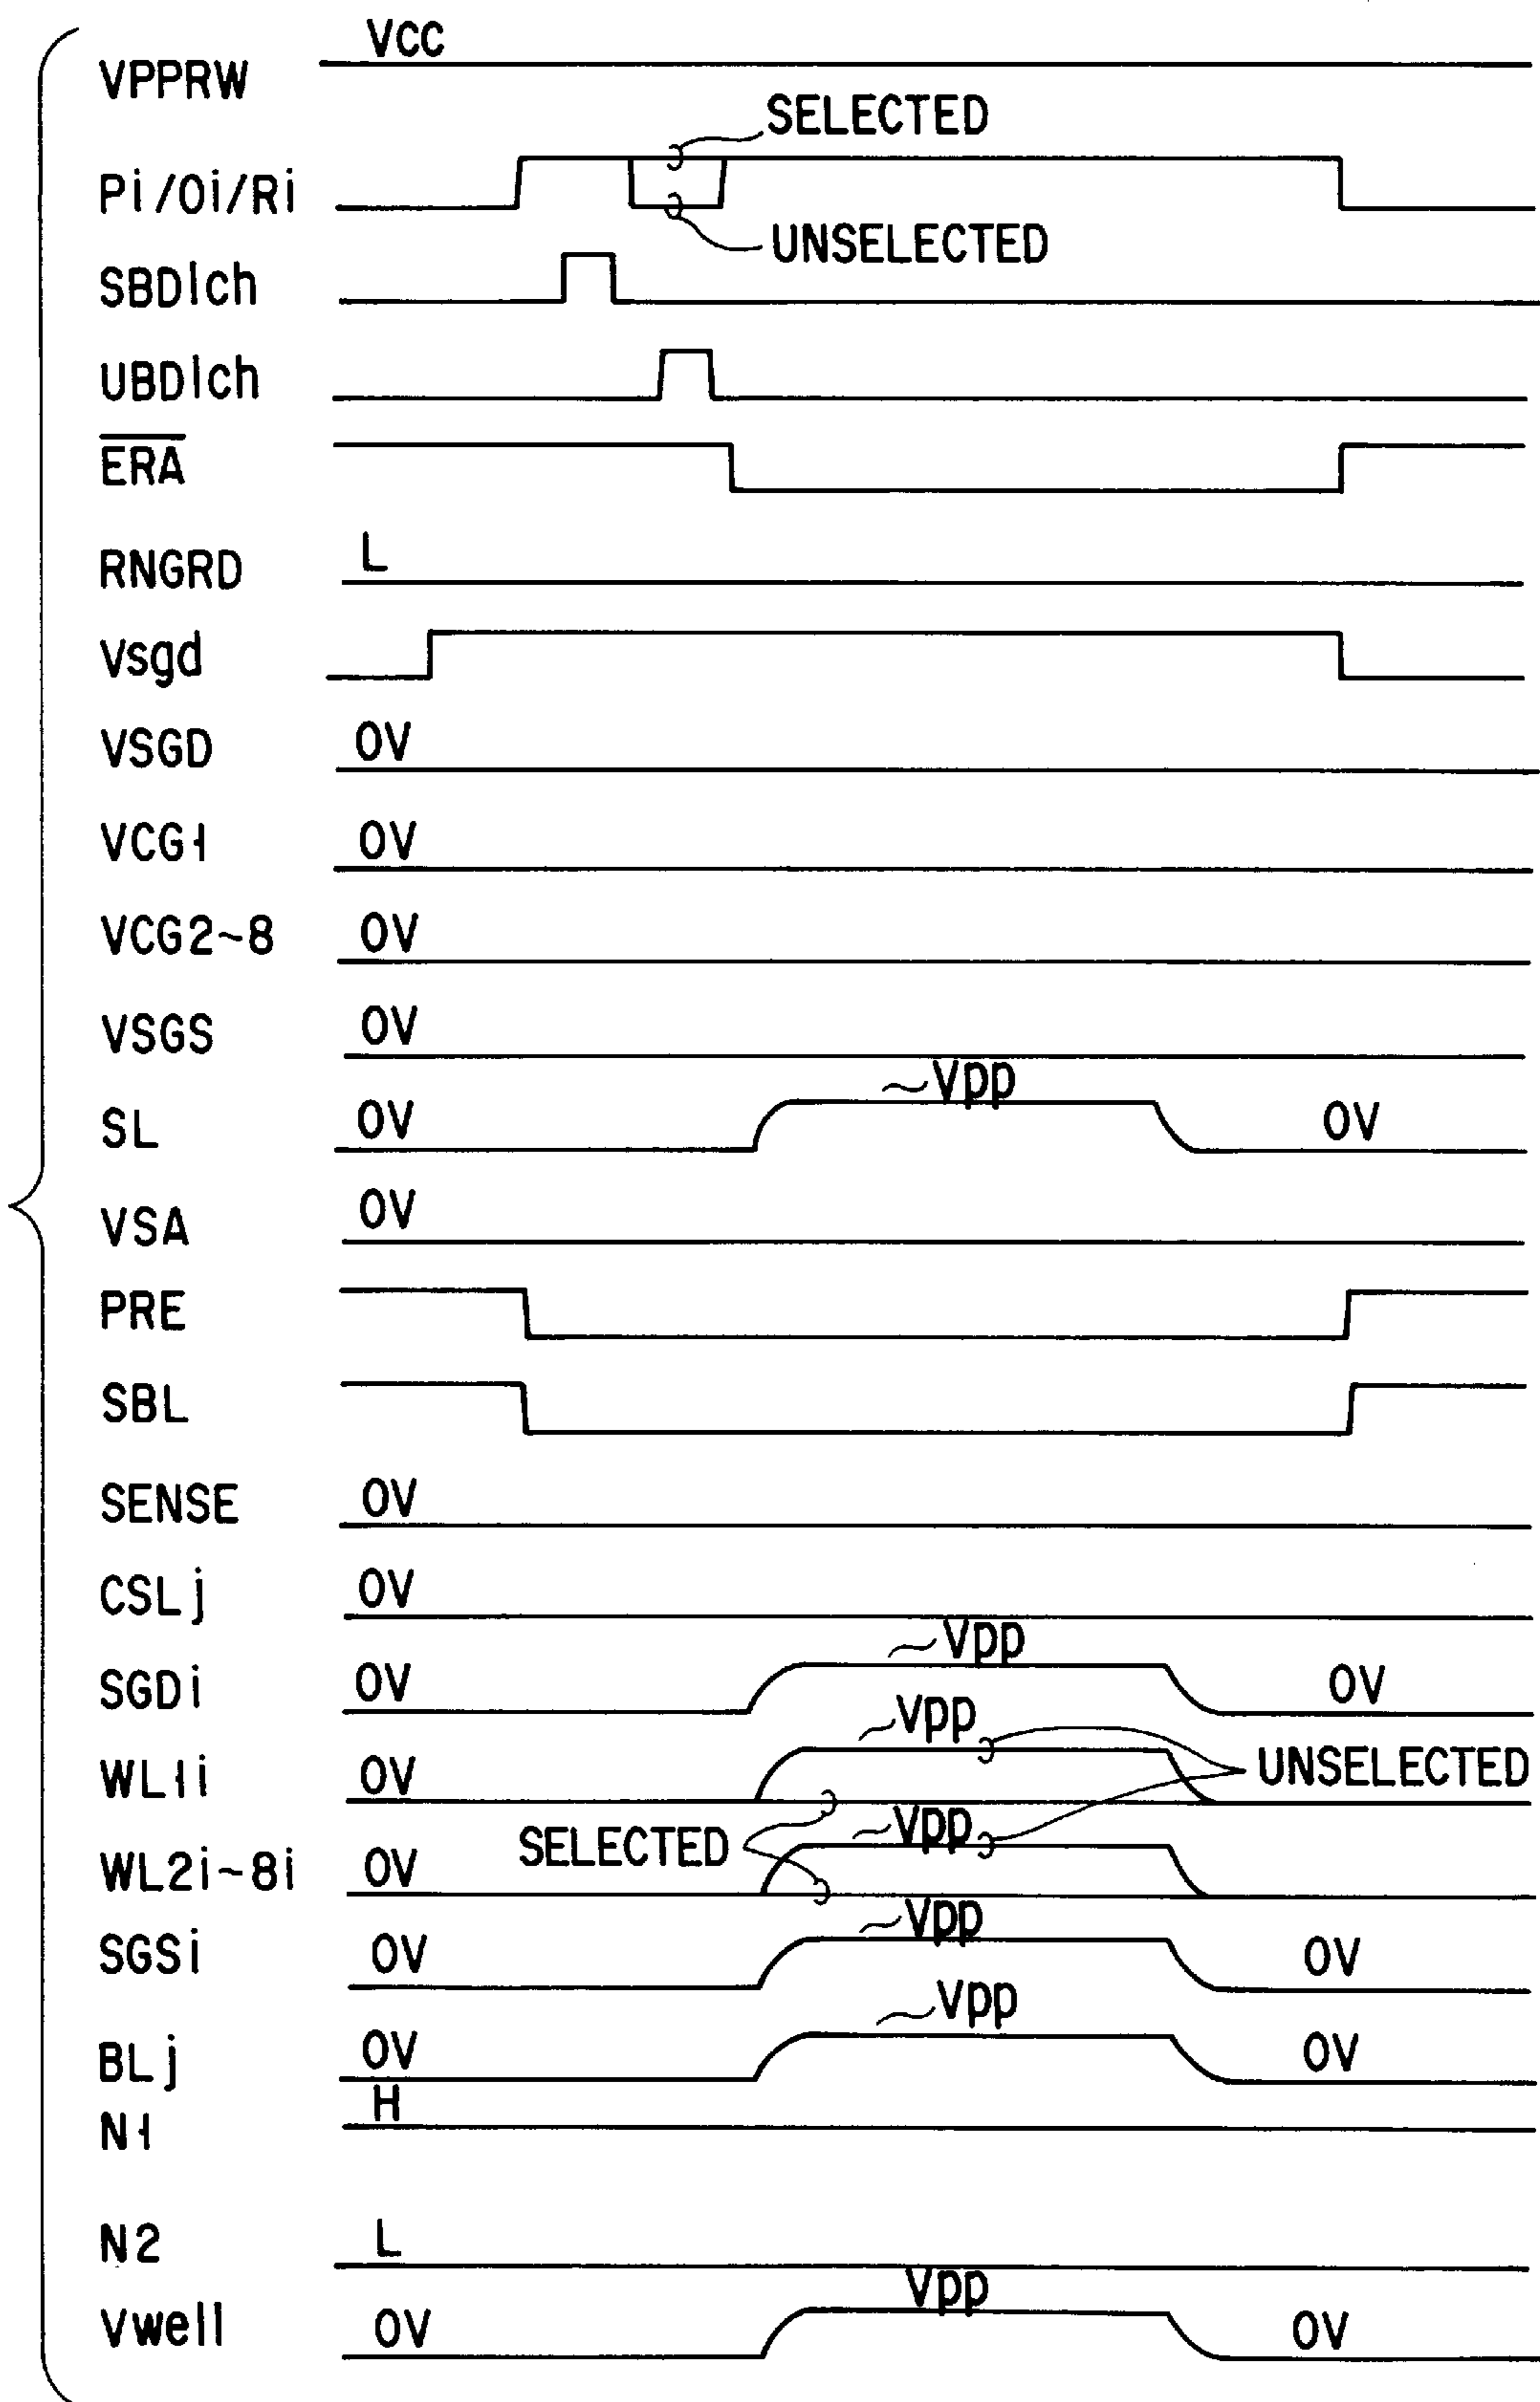 VCC
VPPRW
SELECTED
Pi/Oi/Ri
UNSELECTED
SBDlch
UBDlch
ERA
RNGRD L
Vsgd
VSGD 0V
VCG1 0V
VCG2~8 0V
VSGS 0V
~Vpp
SL 0V 0V
VSA 0V
PRE
SBL
SENSE 0V
CSLj 0V
~Vpp
SGDi 0V 0V
~Vpp
WL1i 0V UNSELECTED
SELECTED ~Vpp
WL2i~8i 0V
~Vpp
SGSi 0V 0V
~Vpp
BLj 0V 0V
H
N1
N2 L
Vpp
Vwell 0V 0V